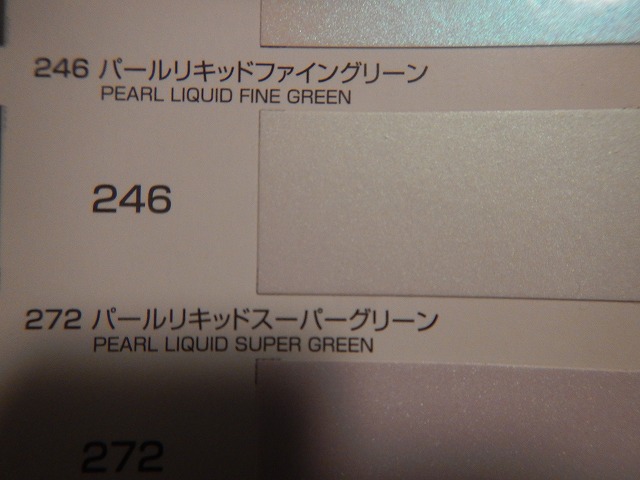 246 パールリキッドファイングリーン
PEARL LIQUID FINE GREEN
246
272 パールリキッドスーパーグリーン
PEARL LIQUID SUPER GREEN
272